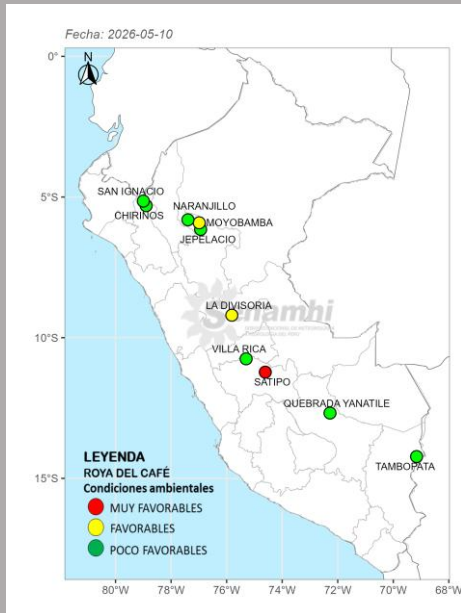 Fecha: 2026-05-10
N
0°
SAN IGNACIO
CHIRINOS
NARANJILLO
MOYOBAMBA
JEPELACIO
5°S
LA DIVISORIA
Senamhi
10°S
VILLA RICA
SATIPO
QUEBRADA YANATILE
TAMBOPATA
15°S
LEYENDA
ROYA DEL CAFÉ
Condiciones ambientales
MUY FAVORABLES
FAVORABLES
POCO FAVORABLES
80°W 78°W 76°W 74°W 72°W 70°W 68°W